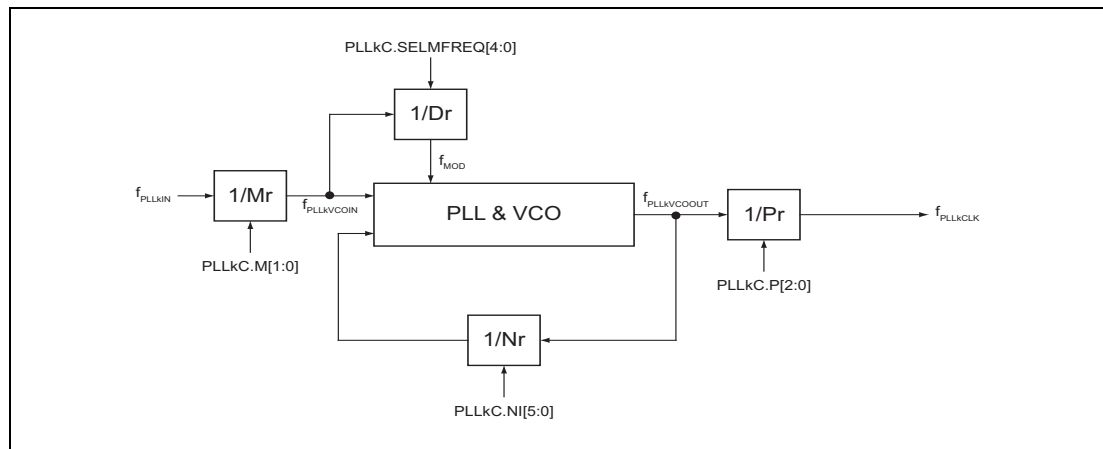 PLLkC.SELMFREQ[4:0]
1/Dr
fMOD
fPLLkIN
1/Mr
fPLLkVCOIN
PLL & VCO
fPLLkVCOOUT
1/Pr
fPLLkCLK
PLLkC.M[1:0]
PLLkC.P[2:0]
1/Nr
PLLkC.NI[5:0]